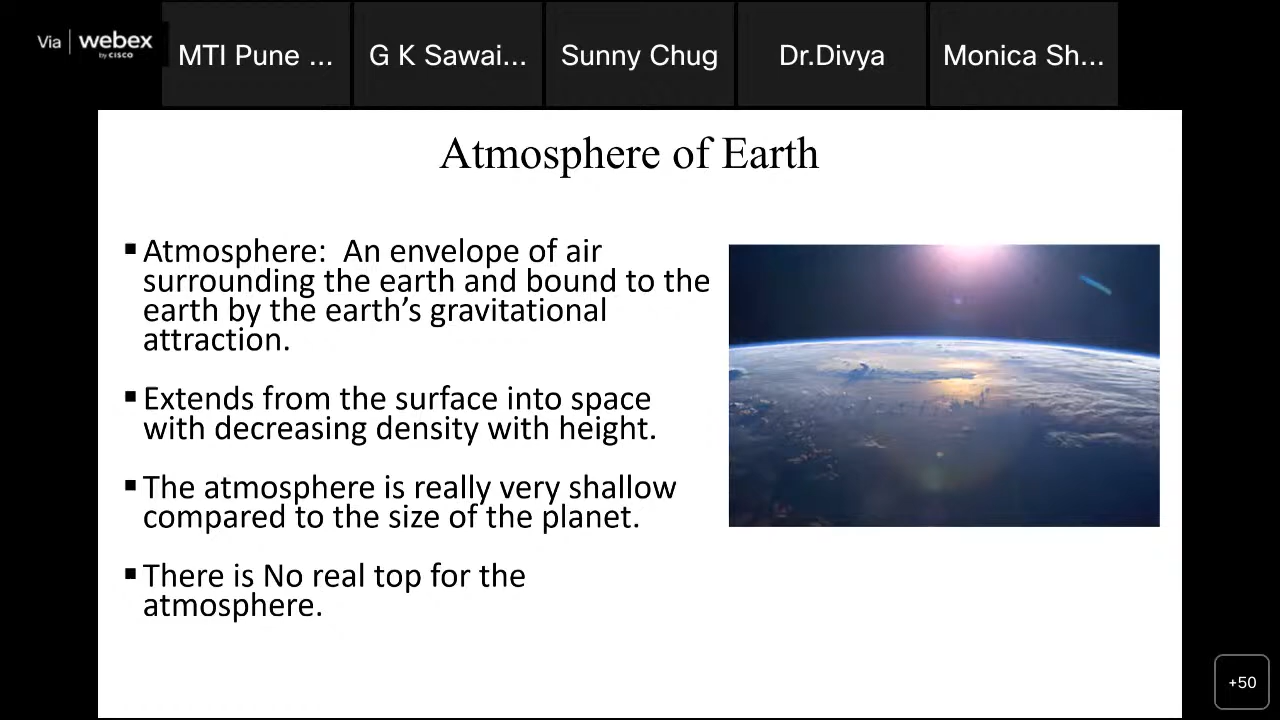 Via webex
by CISCO
MTI Pune ...
G K Sawai...
Sunny Chug
Dr.Divya
Monica Sh...
Atmosphere of Earth
▪ Atmosphere:  An envelope of air
surrounding the earth and bound to the
earth by the earth’s gravitational
attraction.
▪ Extends from the surface into space
with decreasing density with height.
▪ The atmosphere is really very shallow
compared to the size of the planet.
▪ There is No real top for the
atmosphere.
+50